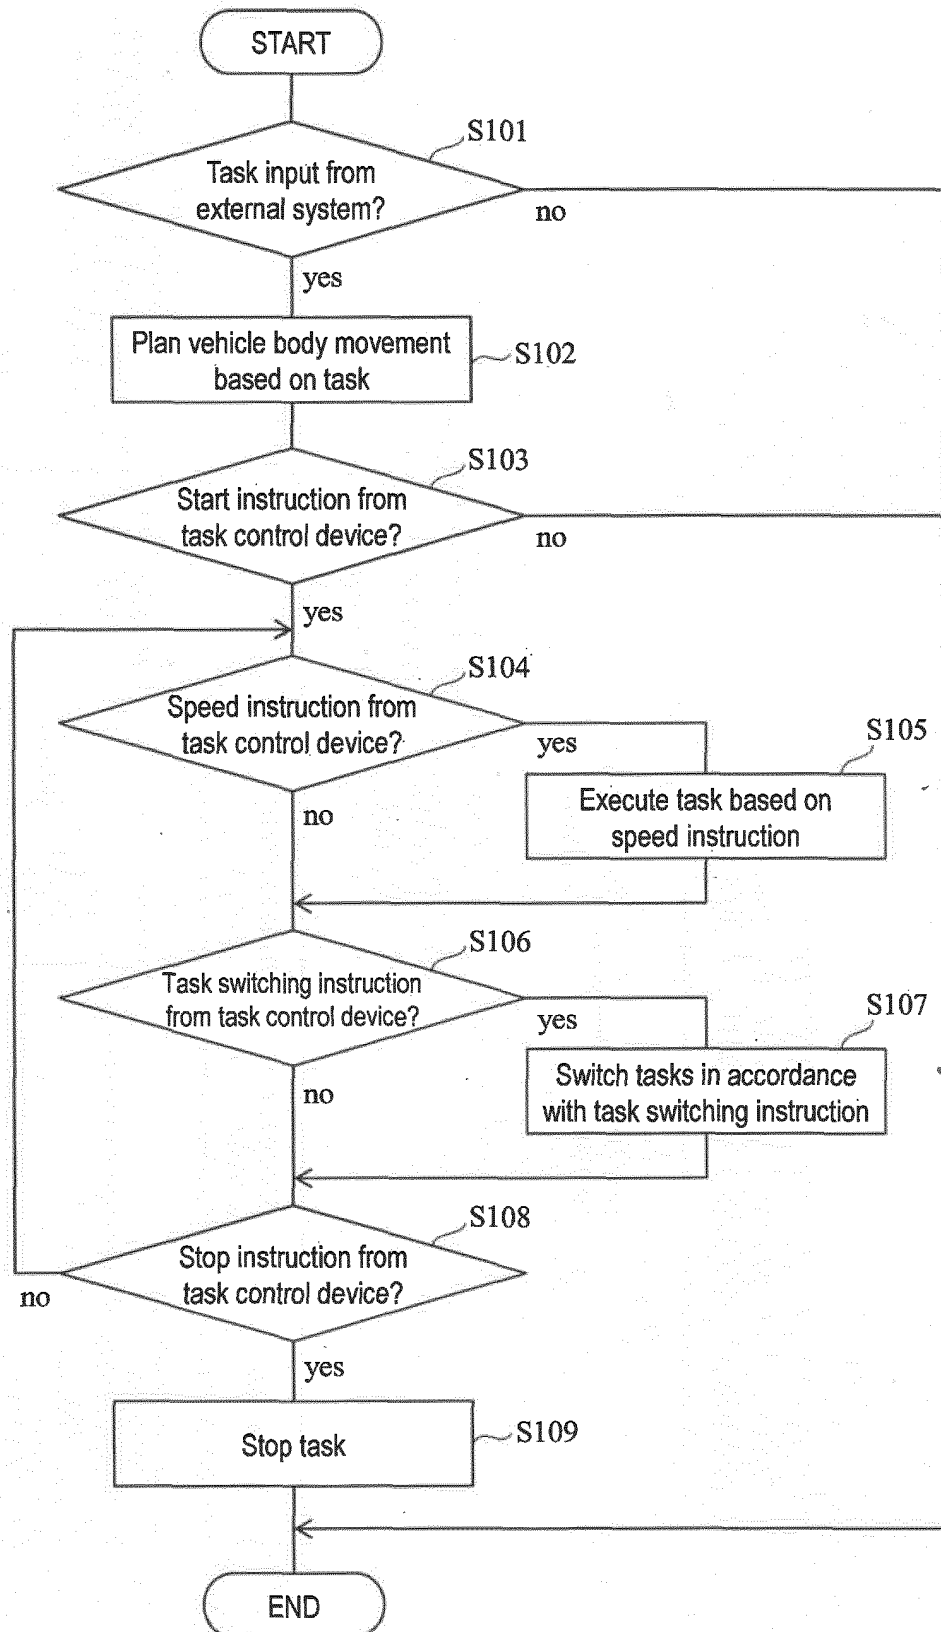 START
S101
Task input from
external system?
no
yes
Plan vehicle body movement
based on task
S102
S103
Start instruction from
task control device?
no
yes
S104
Speed instruction from
task control device?
yes
S105
Execute task based on
speed instruction
no
S106
Task switching instruction
from task control device?
yes
S107
Switch tasks in accordance
with task switching instruction
no
S108
Stop instruction from
task control device?
no
yes
Stop task
S109
END